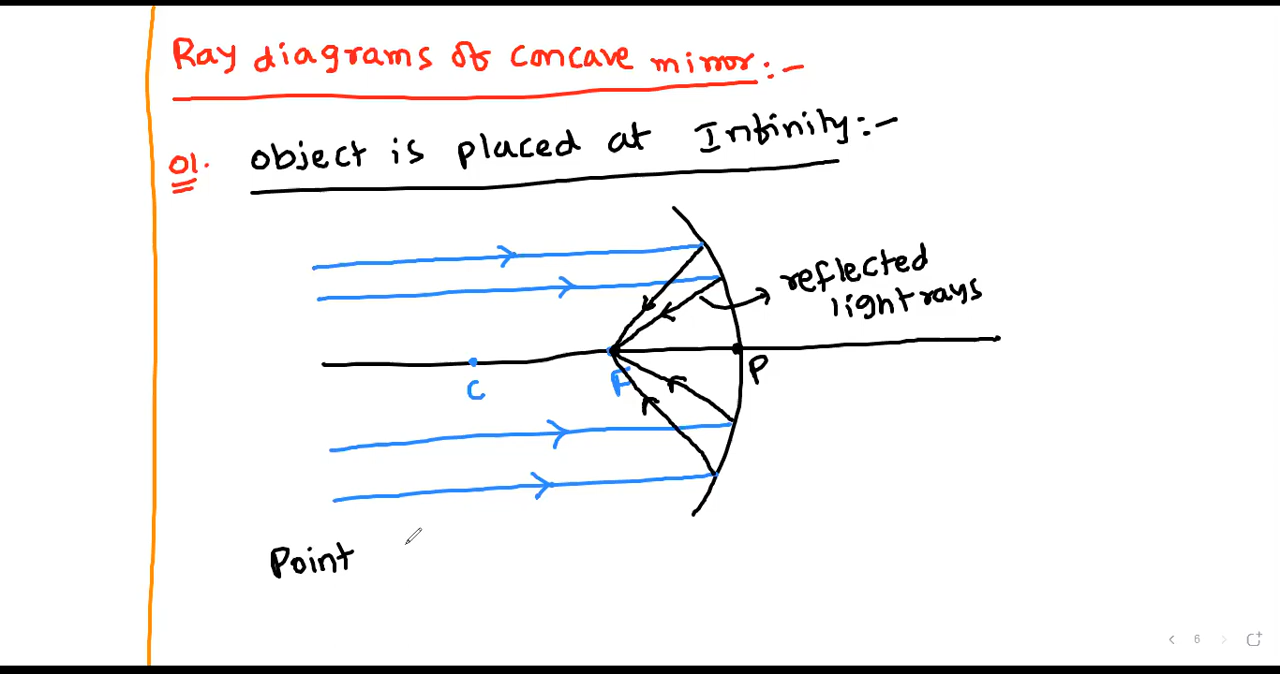 Ray diagrams of concave mirror:-
01. object is placed at Infinity:-
reflected
light rays
C
F
P
Point
6